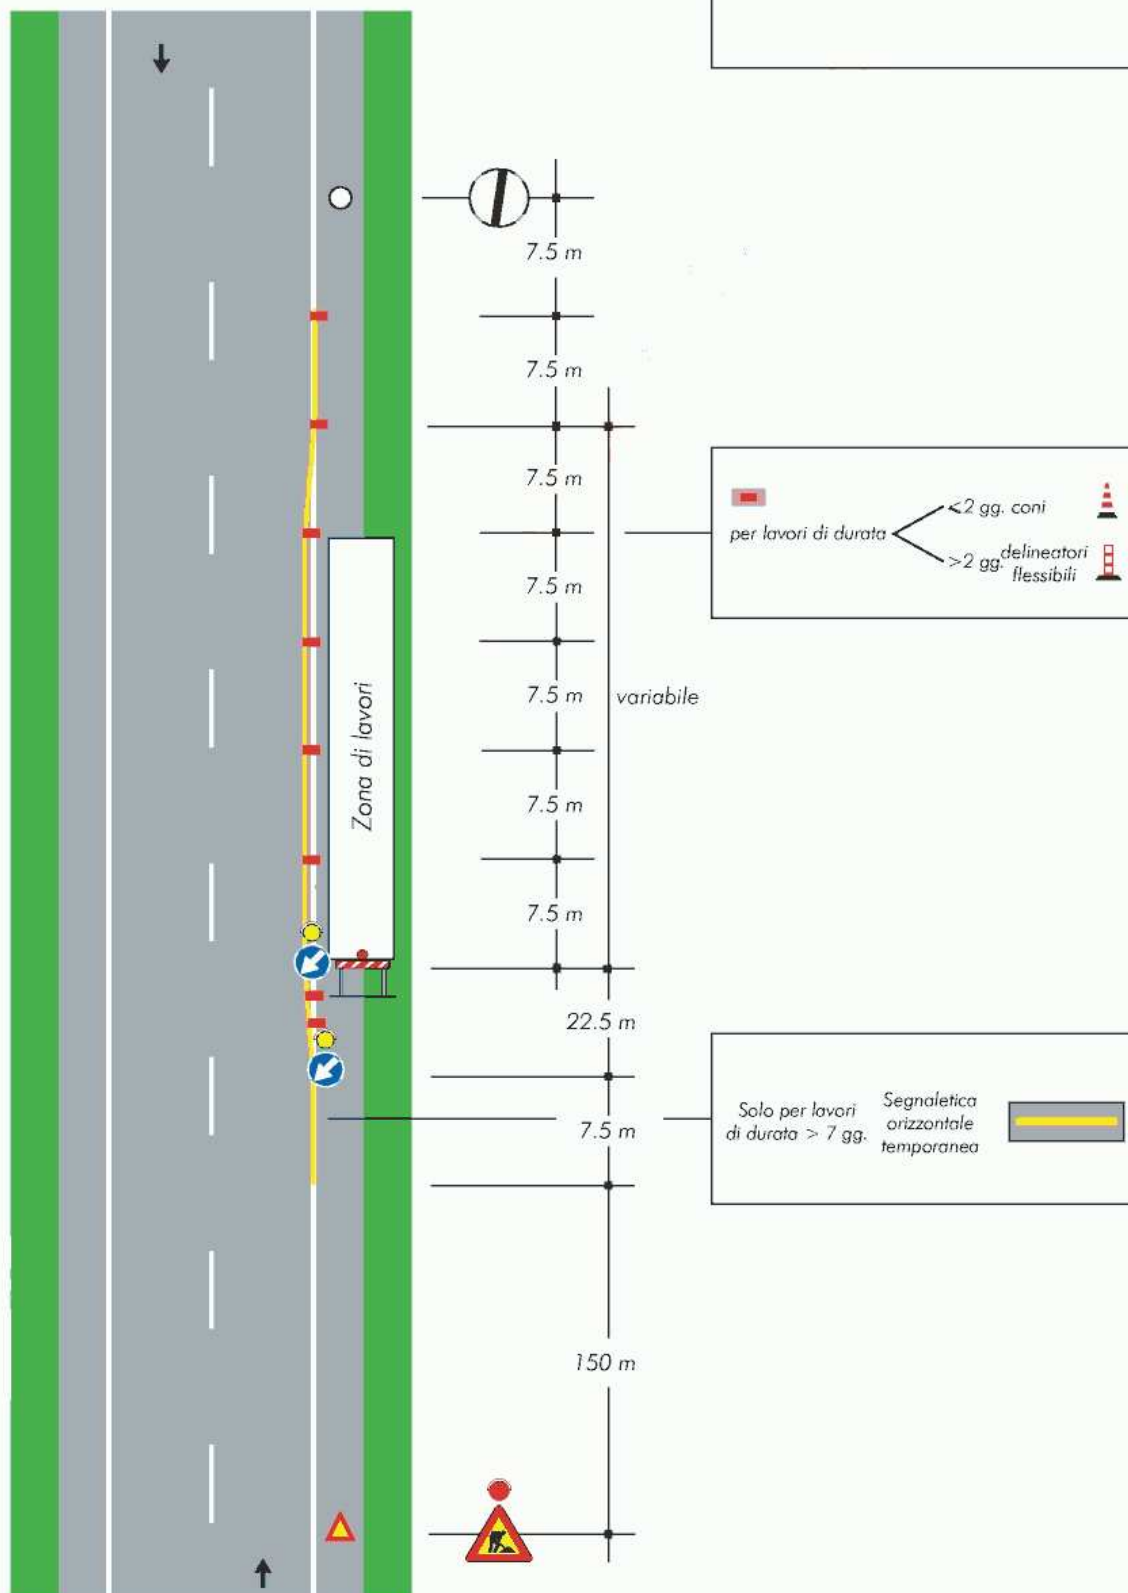 7.5 m
7.5 m
7.5 m
<2 gg. coni
per lavori di durata
>2 gg. delineatori
flessibili
7.5 m
7.5 m
variabile
Zona di lavori
7.5 m
7.5 m
22.5 m
Solo per lavori
di durata > 7 gg.
Segnaletica
orizzontale
temporanea
7.5 m
150 m